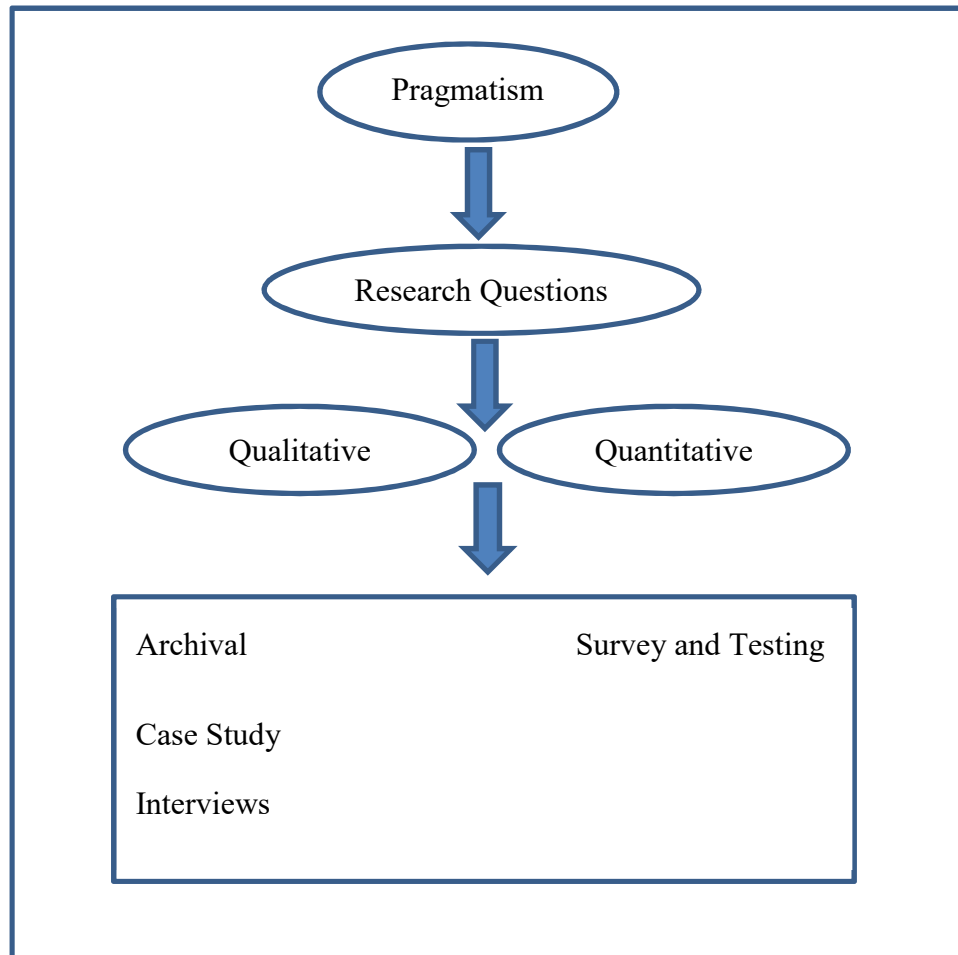 Pragmatism
Research Questions
Qualitative
Quantitative
Archival
Survey and Testing
Case Study
Interviews